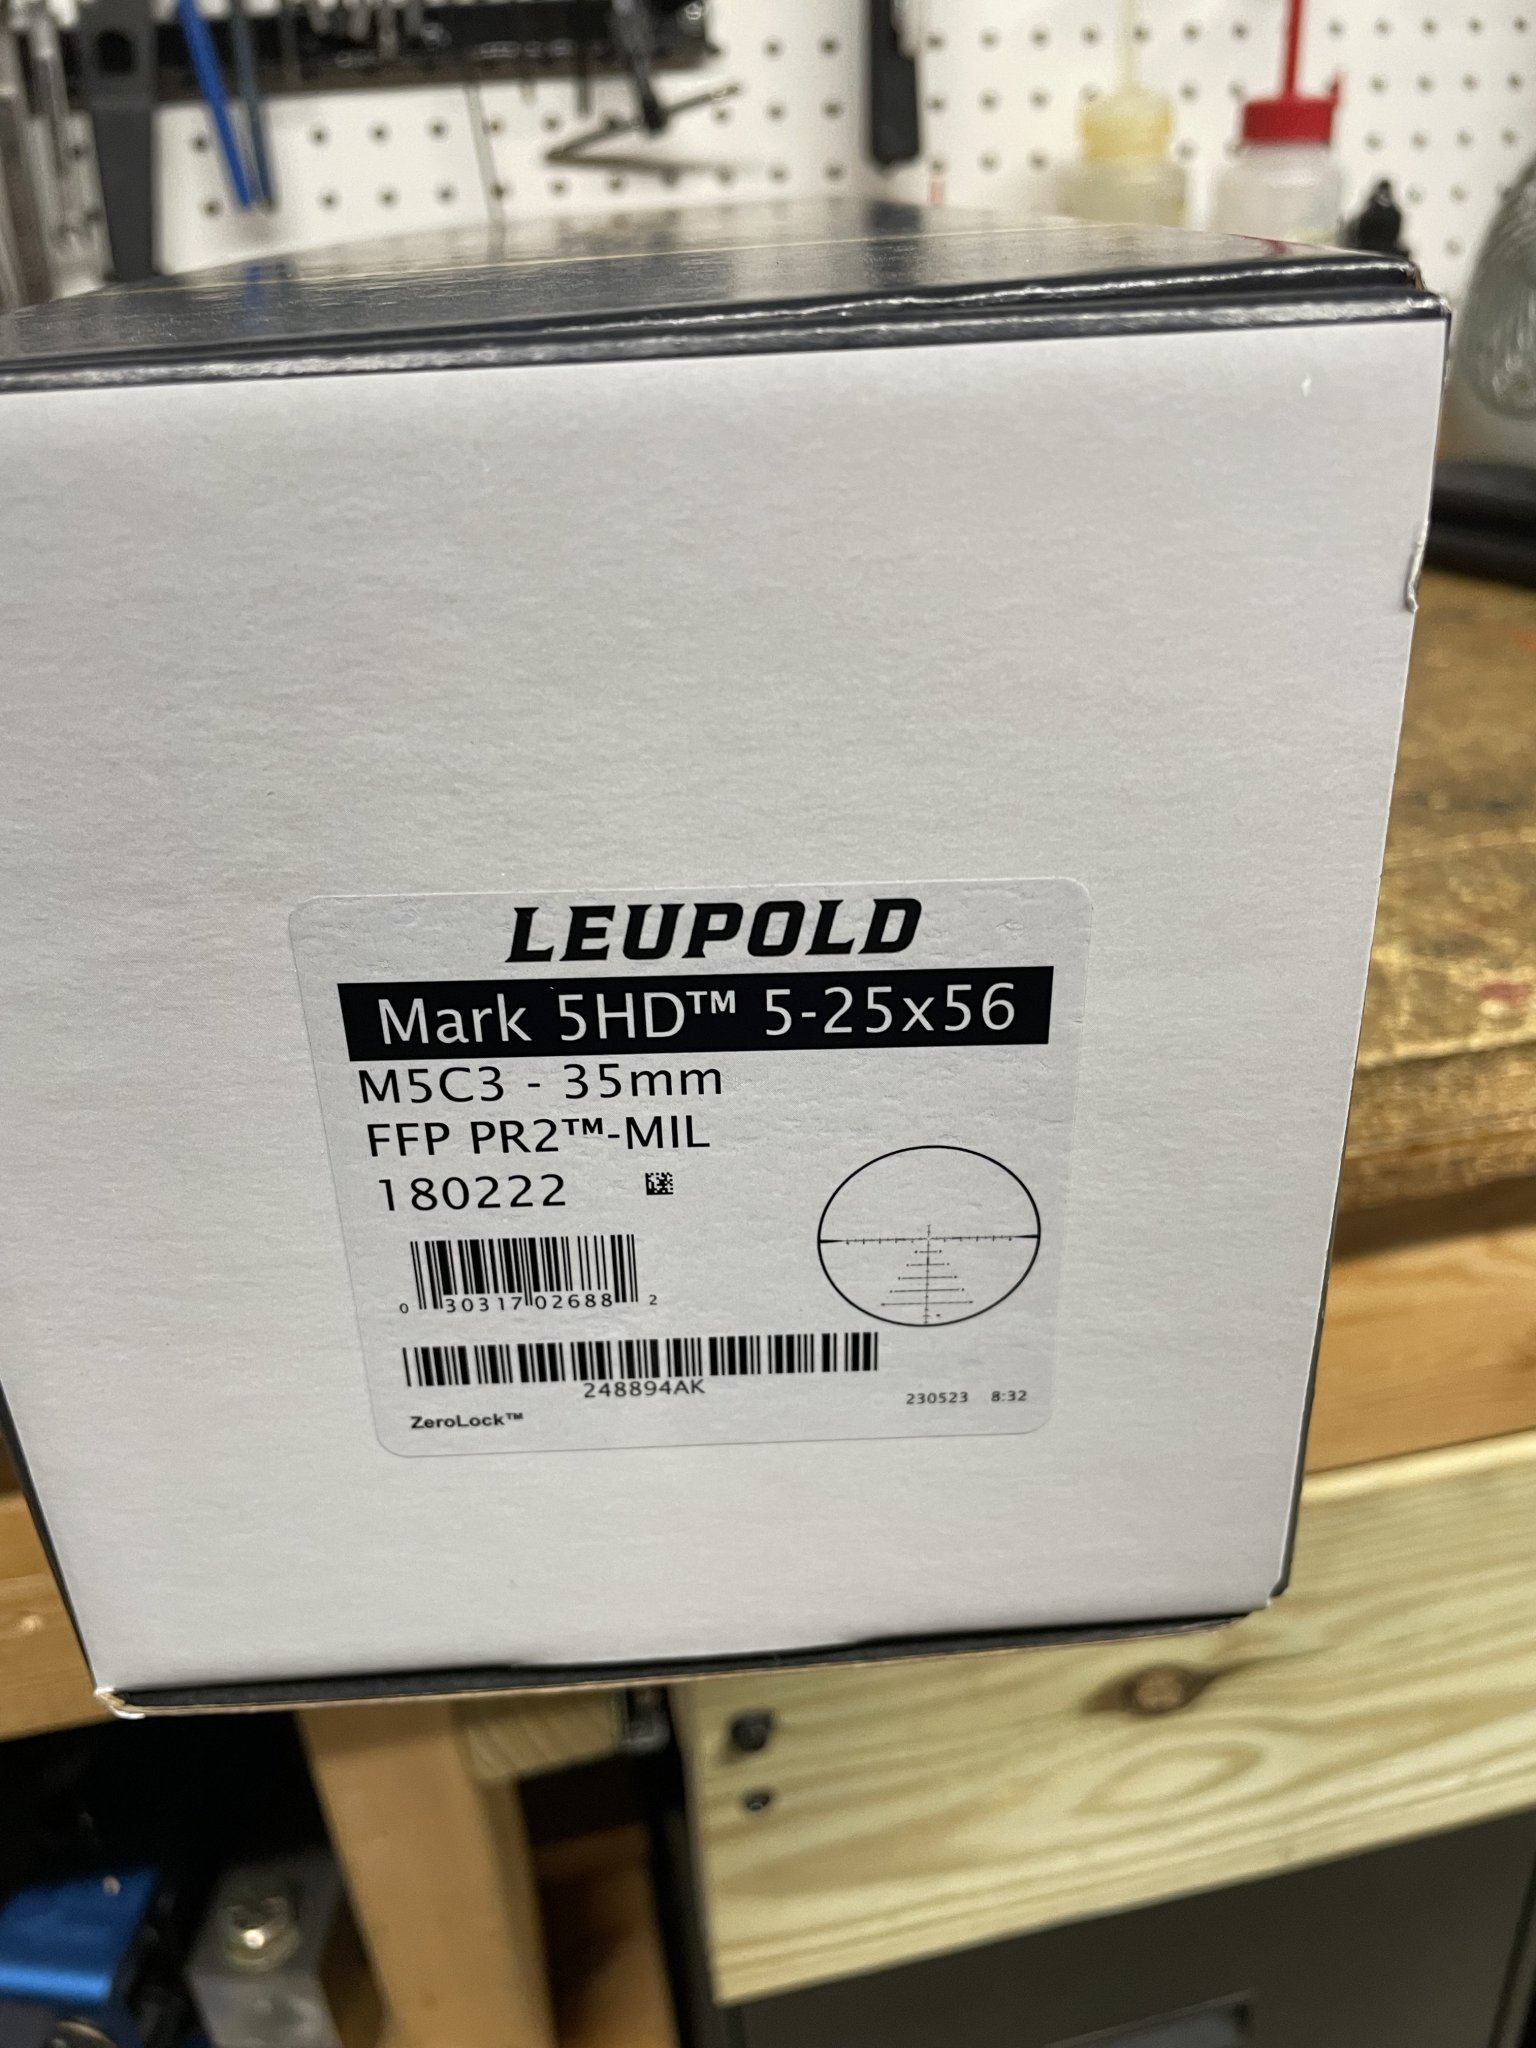 LEUPOLD
Mark 5HD™ 5-25x56
M5C3 - 35mm
FFP PR2™-MIL
180222
0 30317 02688 2
248894AK
230523 8:32
ZeroLock™